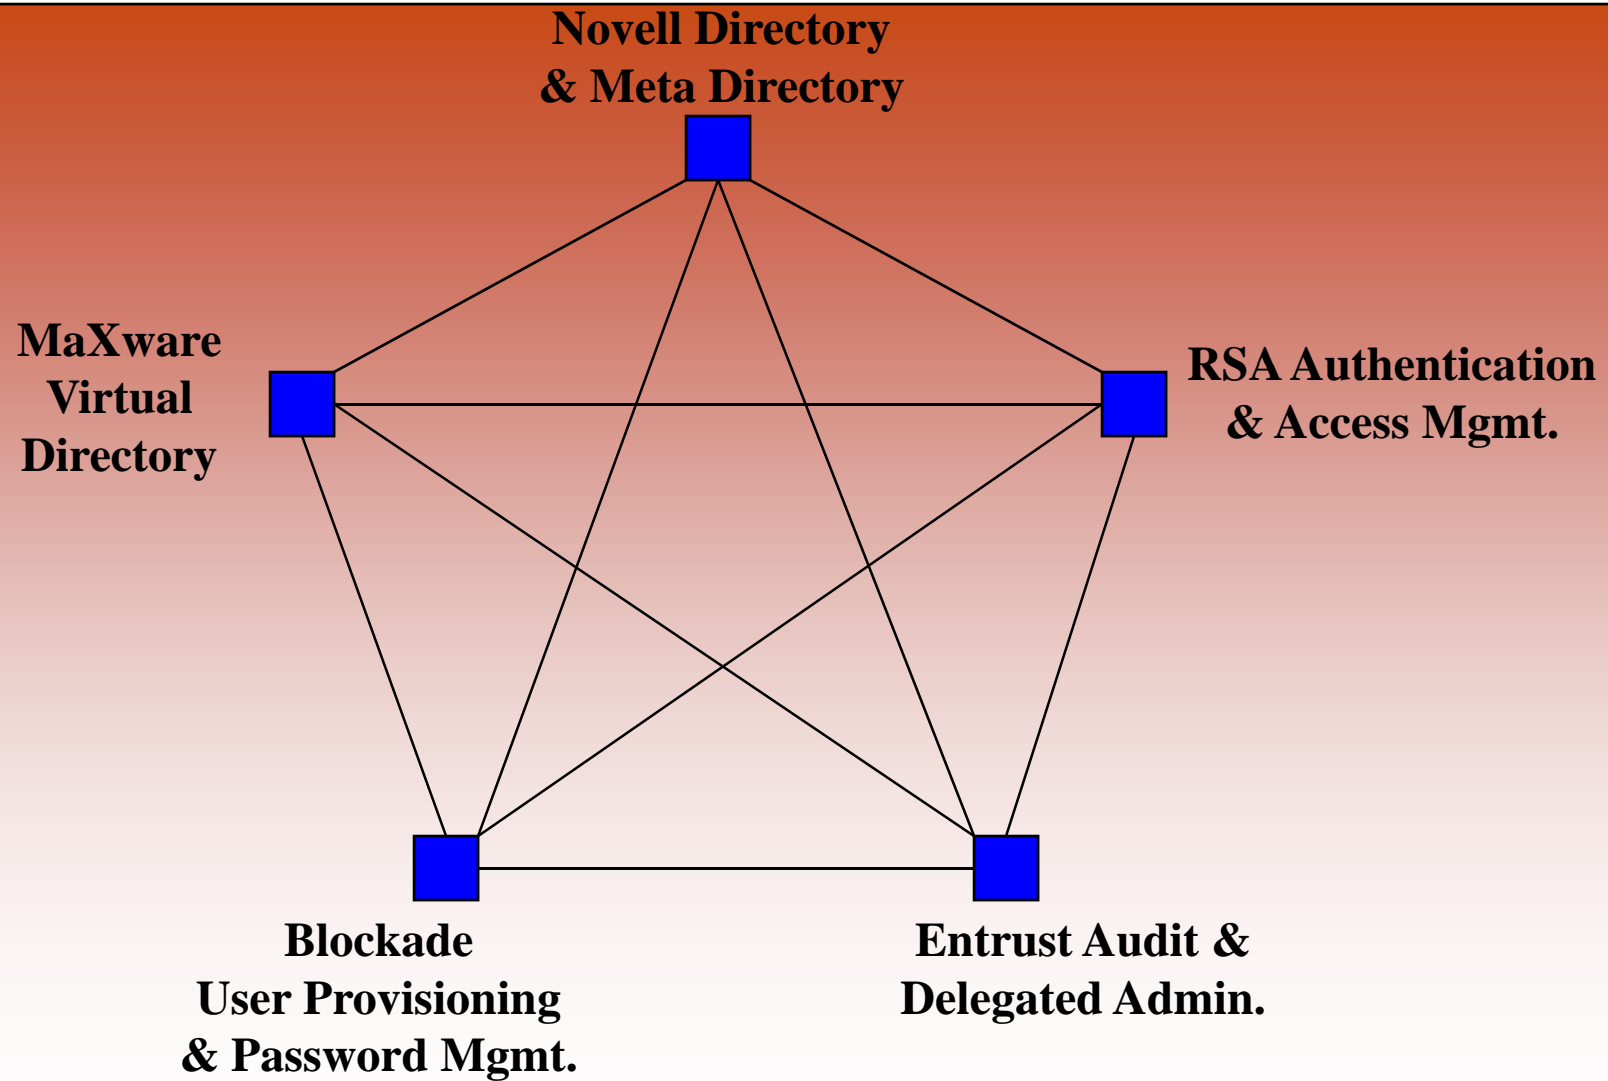 Novell Directory
& Meta Directory
MaXware
Virtual
Directory
RSA Authentication
& Access Mgmt.
Blockade
User Provisioning
& Password Mgmt.
Entrust Audit &
Delegated Admin.